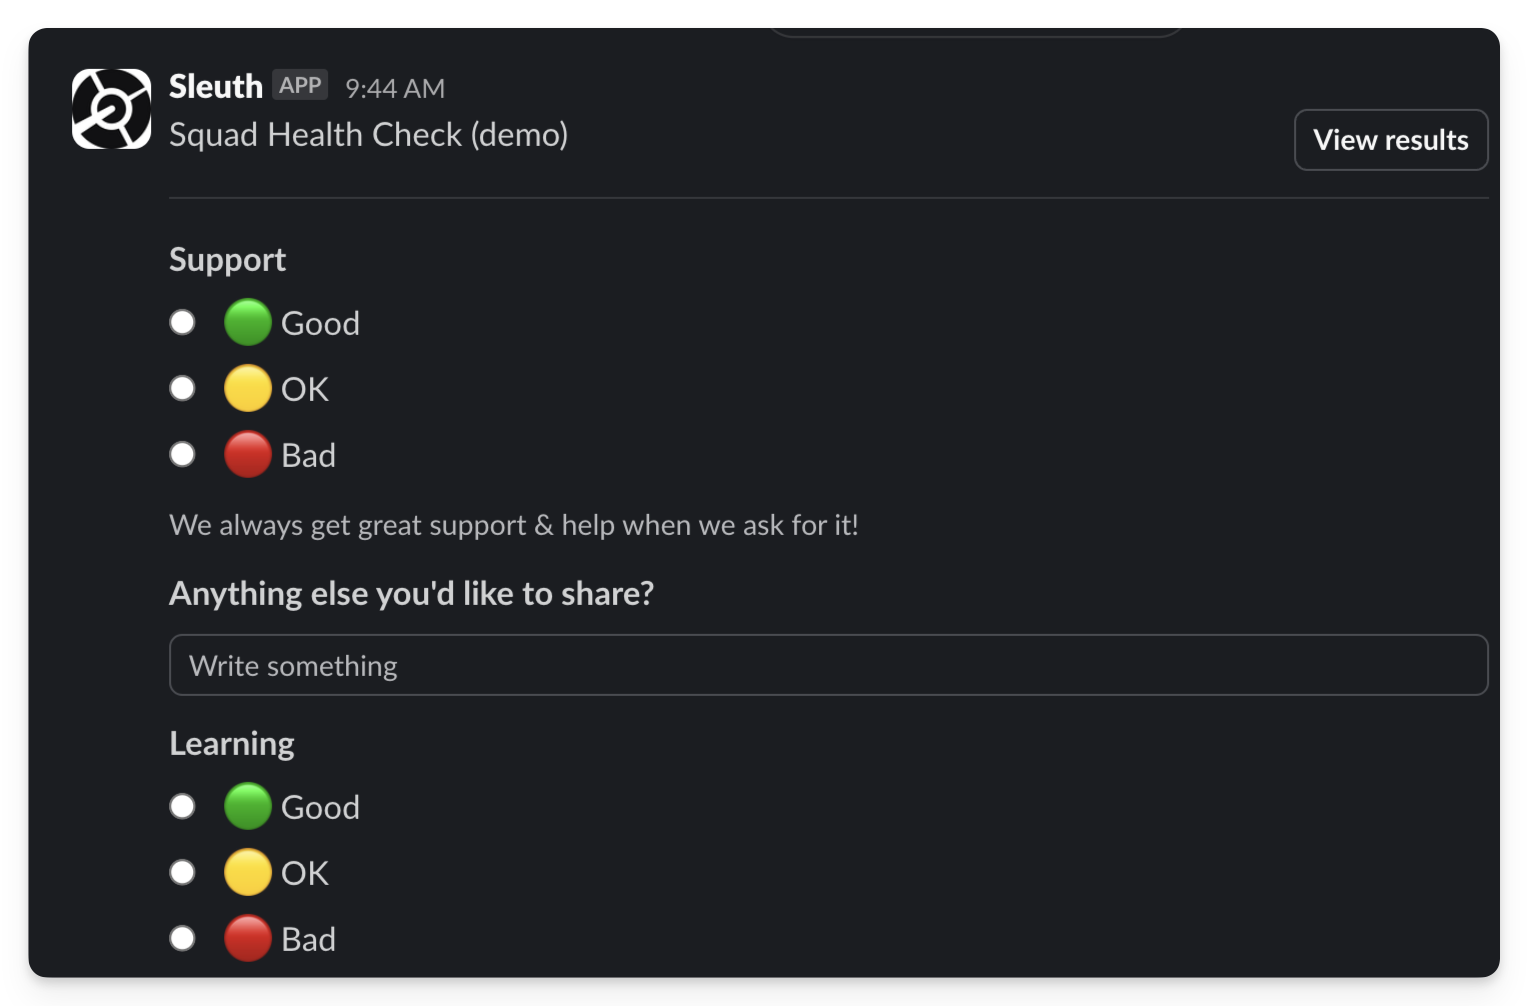 Sleuth APP 9:44 AM
Squad Health Check (demo)
View results
Support
Good
OK
Bad
We always get great support & help when we ask for it!
Anything else you'd like to share?
Write something
Learning
Good
OK
Bad